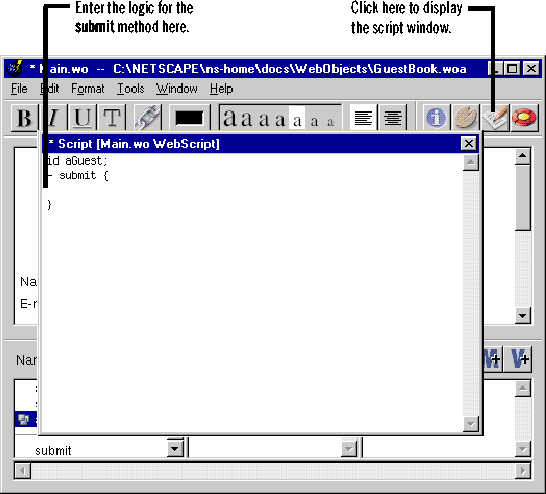 Enter the logic for the
submit method here.
Click here to display
the script window.
* Main.wo -- C:\NETSCAPE\ns-home\docs\WebObjects\GuestBook.woa
File Edit Format Tools Window Help
B I U T a a a a a a a i
* Script [Main.wo WebScript]
id aGuest;
- submit {
}
Na
E-r
Nar
M+ V+
submit